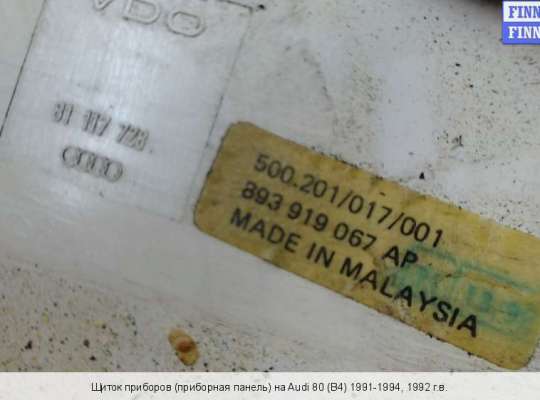 VDO
81 117 728
500.201/017/001
893 919 067 AP
MADE IN MALAYSIA
FINN
FINN
Щиток приборов (приборная панель) на Audi 80 (B4) 1991-1994, 1992 г.в.